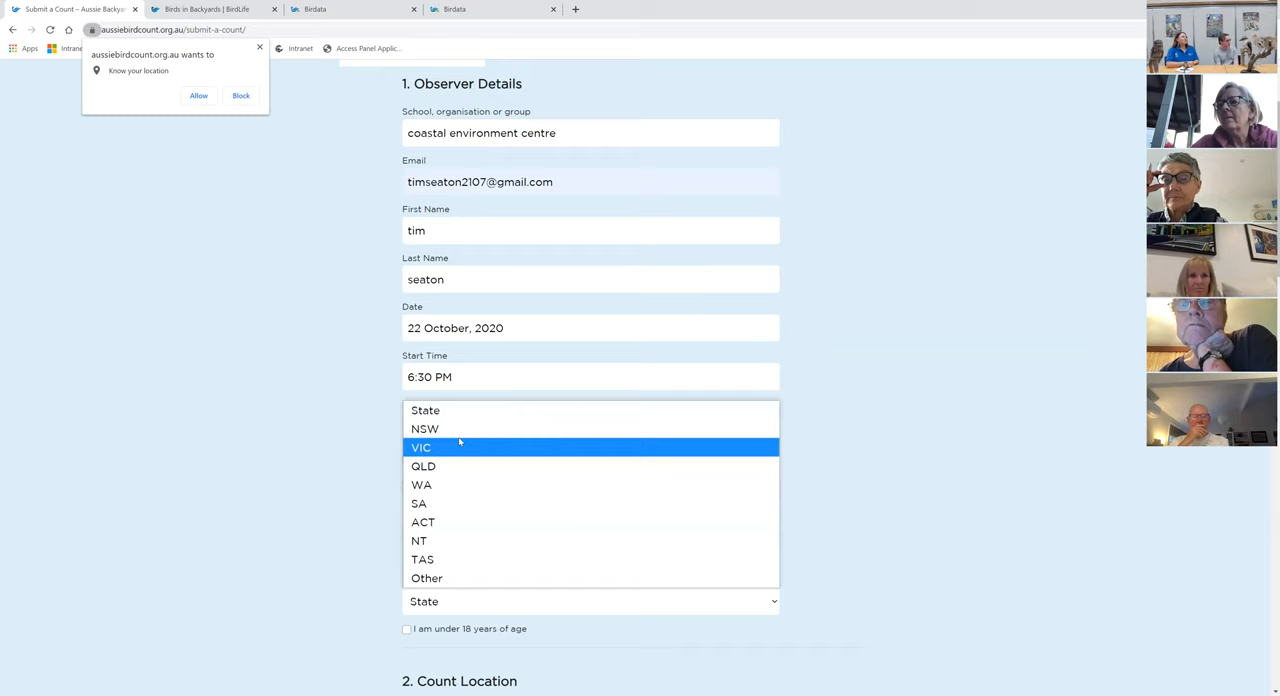 Submit a Count – Aussie Backyar
Birds in Backyards | BirdLife
Birdata
Birdata
aussiebirdcount.org.au/submit-a-count/
Apps
Intrane
Intranet
Access Panel Applic...
aussiebirdcount.org.au wants to
Know your location
Allow
Block
1. Observer Details
School, organisation or group
coastal environment centre
Email
timseaton2107@gmail.com
First Name
tim
Last Name
seaton
Date
22 October, 2020
Start Time
6:30 PM
State
NSW
VIC
QLD
WA
SA
ACT
NT
TAS
Other
State
I am under 18 years of age
2. Count Location